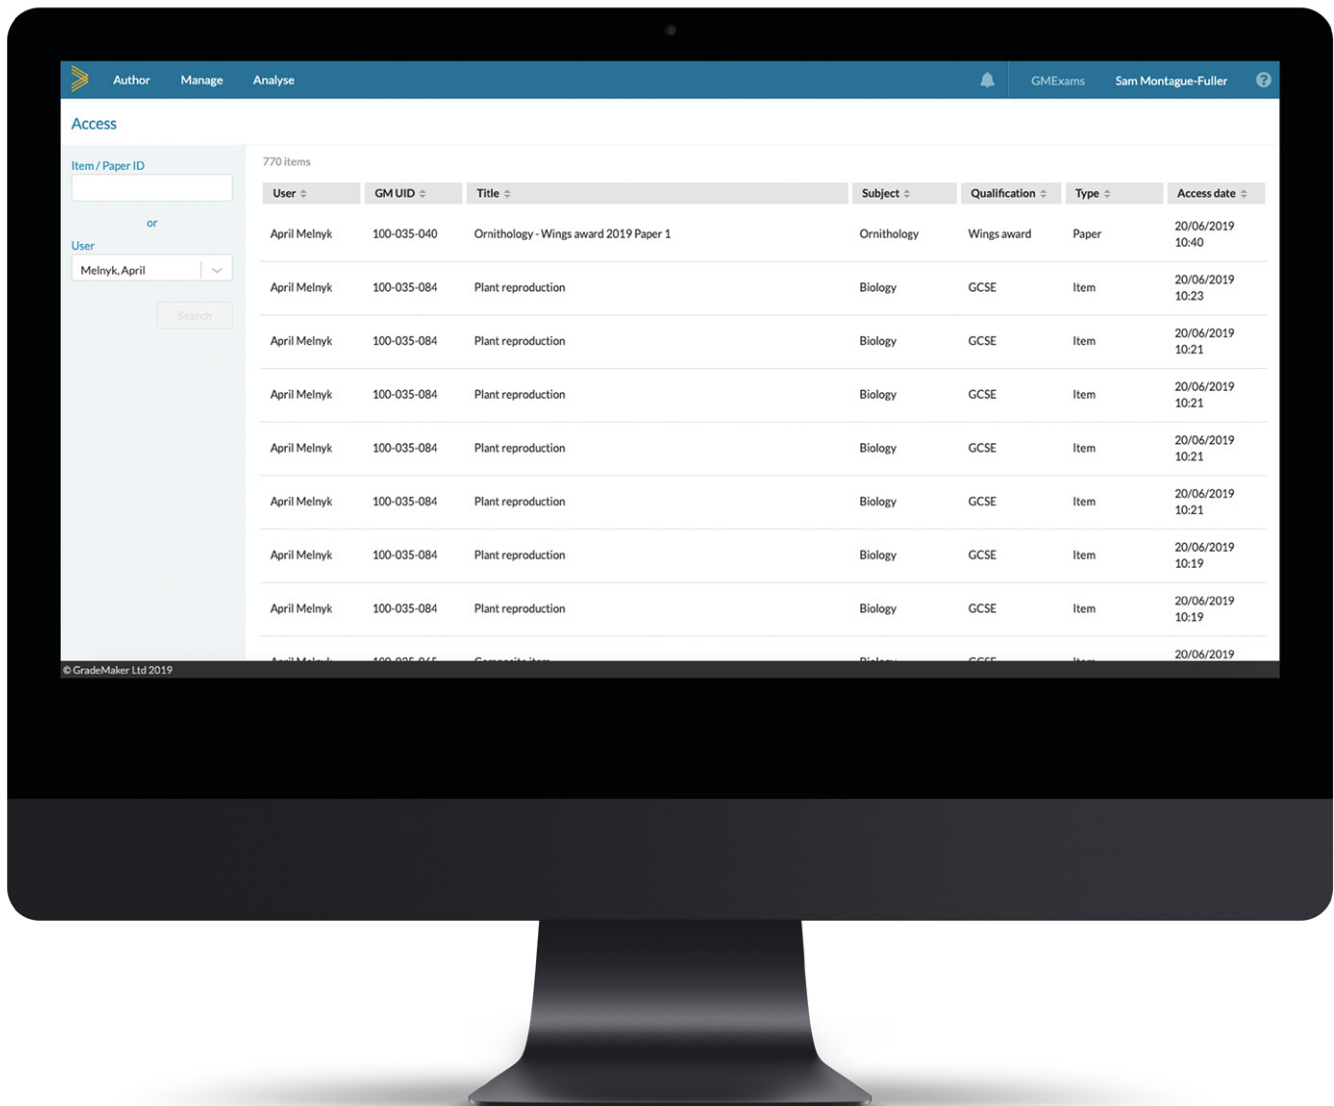 Author Manage Analyse GMExams Sam Montague-Fuller ?
Access
Item / Paper ID
or
User
Melnyk, April
Search
770 items
User GM UID Title Subject Qualification Type Access date
April Melnyk 100-035-040 Ornithology - Wings award 2019 Paper 1 Ornithology Wings award Paper 20/06/2019
10:40
April Melnyk 100-035-084 Plant reproduction Biology GCSE Item 20/06/2019
10:23
April Melnyk 100-035-084 Plant reproduction Biology GCSE Item 20/06/2019
10:21
April Melnyk 100-035-084 Plant reproduction Biology GCSE Item 20/06/2019
10:21
April Melnyk 100-035-084 Plant reproduction Biology GCSE Item 20/06/2019
10:21
April Melnyk 100-035-084 Plant reproduction Biology GCSE Item 20/06/2019
10:21
April Melnyk 100-035-084 Plant reproduction Biology GCSE Item 20/06/2019
10:19
April Melnyk 100-035-084 Plant reproduction Biology GCSE Item 20/06/2019
10:19
April Melnyk Composite item Biology GCSE Item 20/06/2019
© GradeMaker Ltd 2019